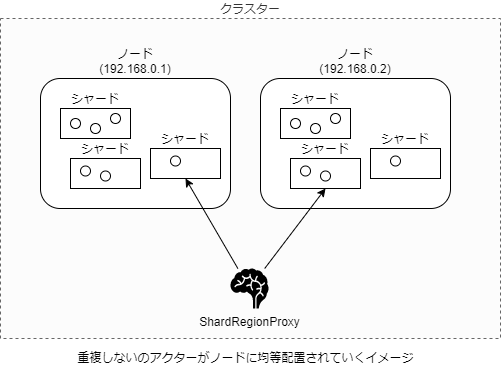 クラスター
ノード
(192.168.0.1)
ノード
(192.168.0.2)
シャード
シャード
シャード
シャード
シャード
シャード
ShardRegionProxy
重複しないのアクターがノードに均等配置されていくイメージ